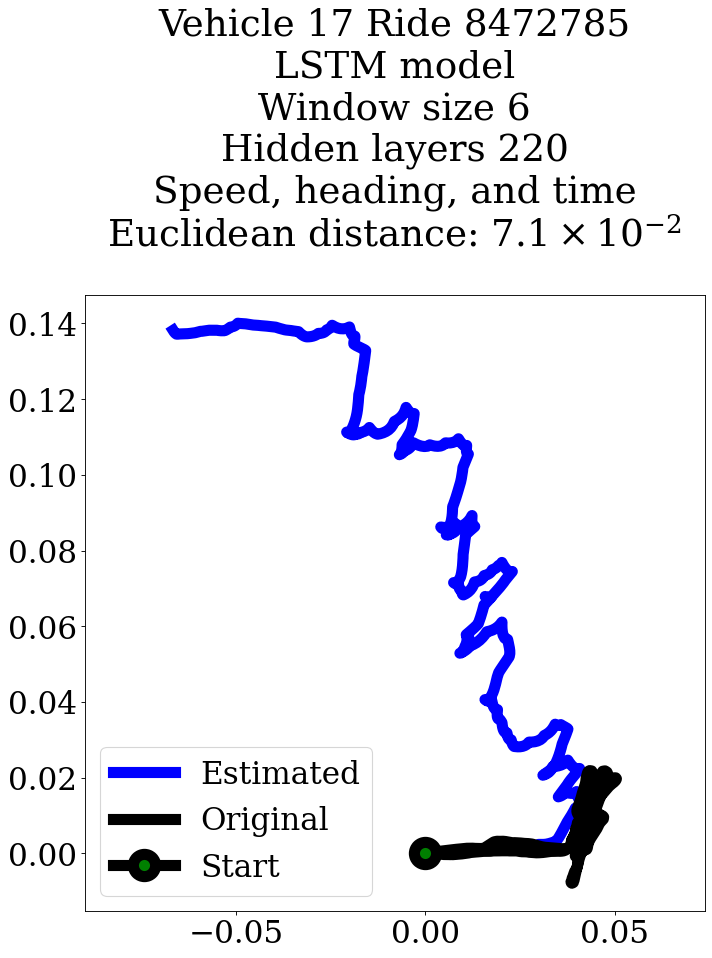 Vehicle 17 Ride 8472785
LSTM model
Window size 6
Hidden layers 220
Speed, heading, and time
Euclidean distance: 7.1 × 10⁻²
0.14
0.12
0.10
0.08
0.06
0.04
0.02
0.00
Estimated
Original
Start
−0.05 0.00 0.05